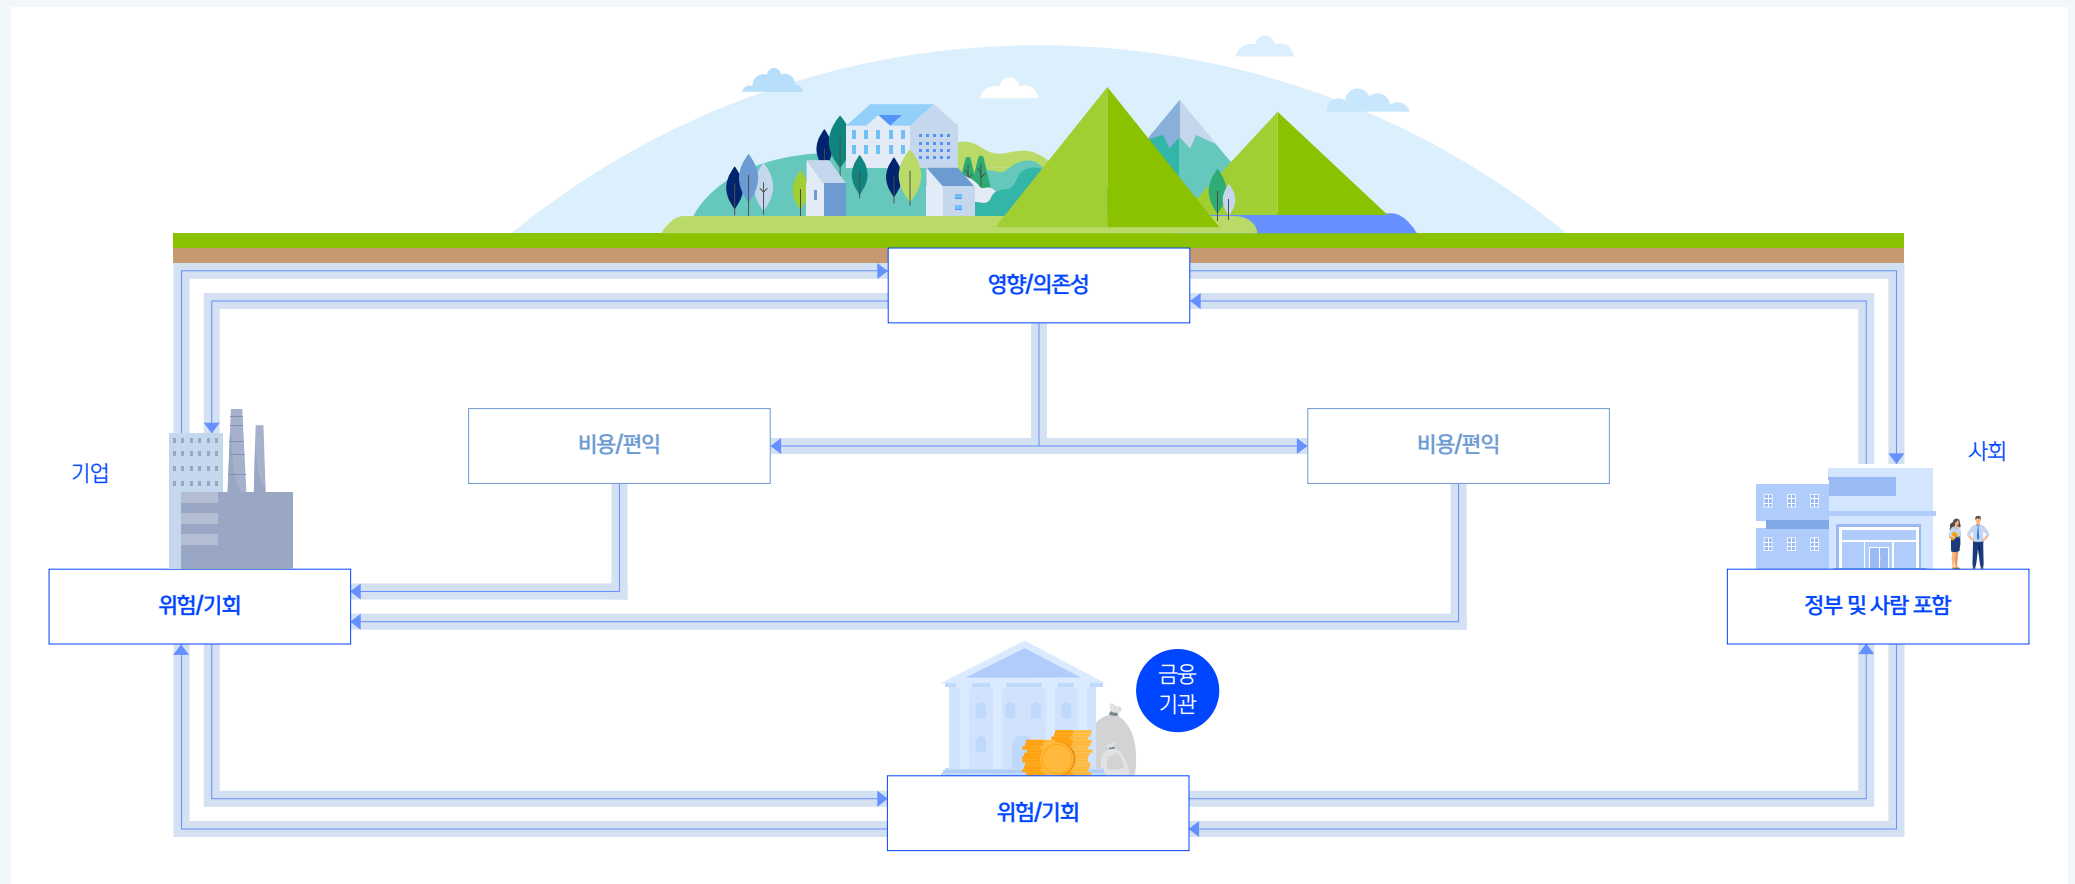 영향/의존성
비용/편익
비용/편익
기업
사회
위험/기회
정부 및 사람 포함
금융
기관
위험/기회